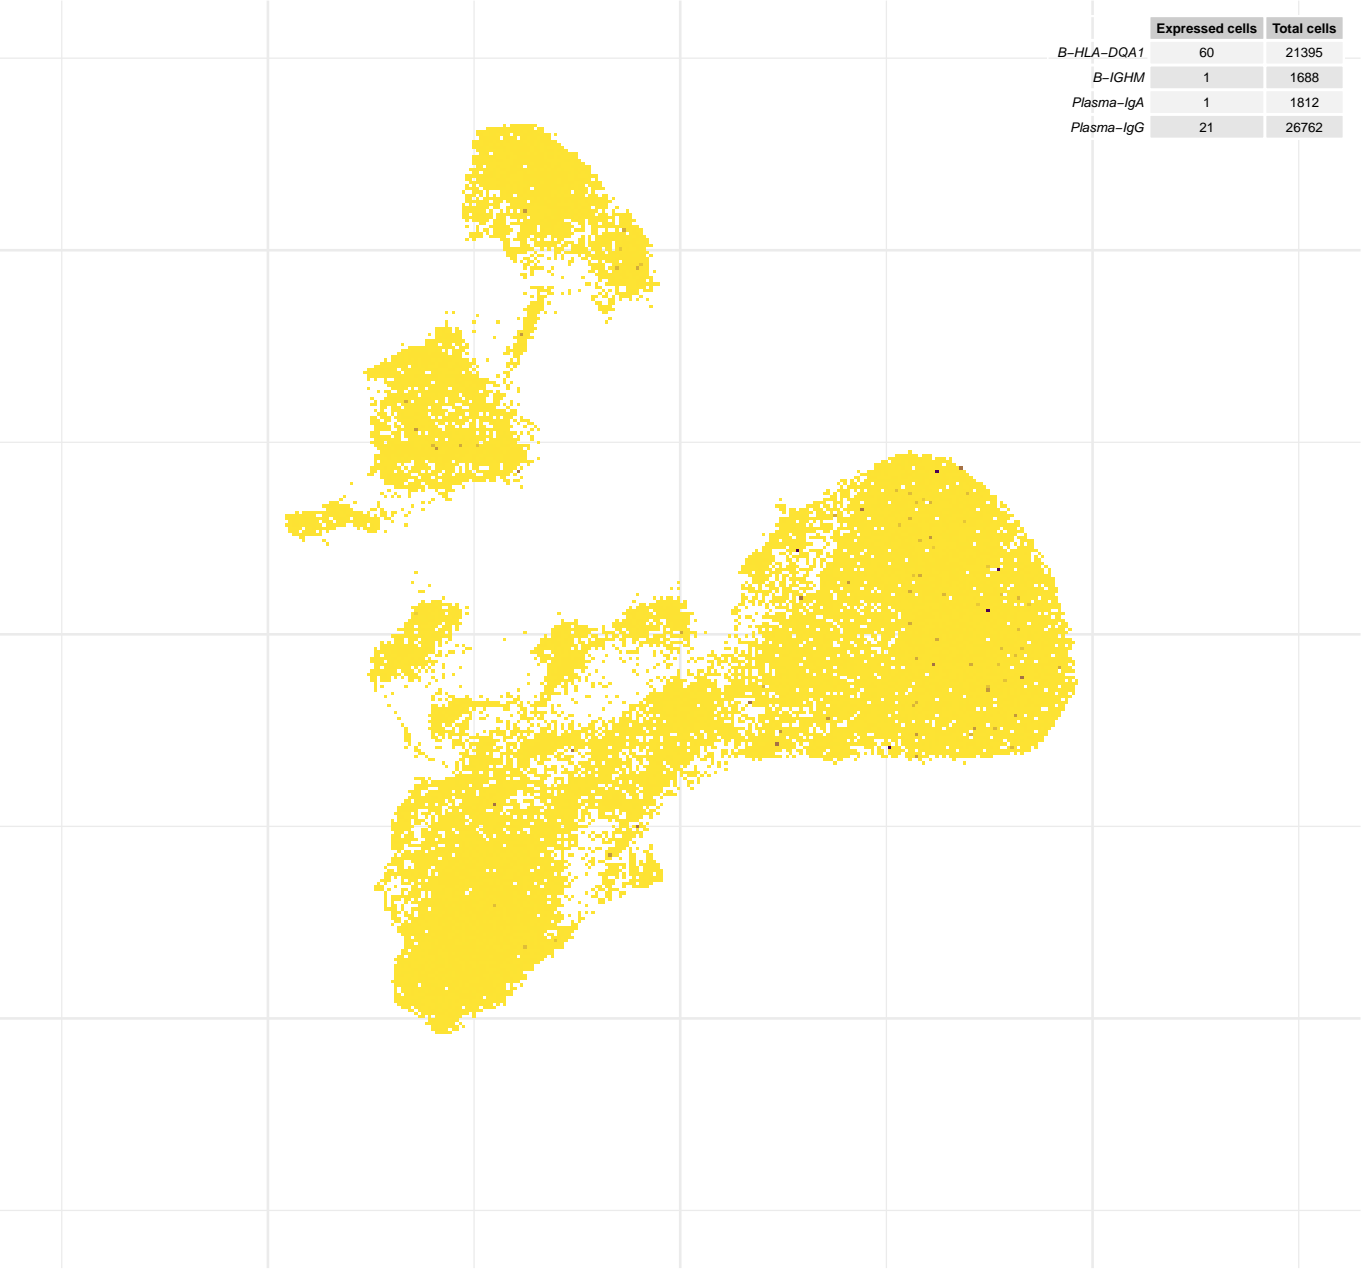 Expressed cells Total cells
B−HLA−DQA1 60 21395
B−IGHM 1 1688
Plasma−IgA 1 1812
Plasma−IgG 21 26762